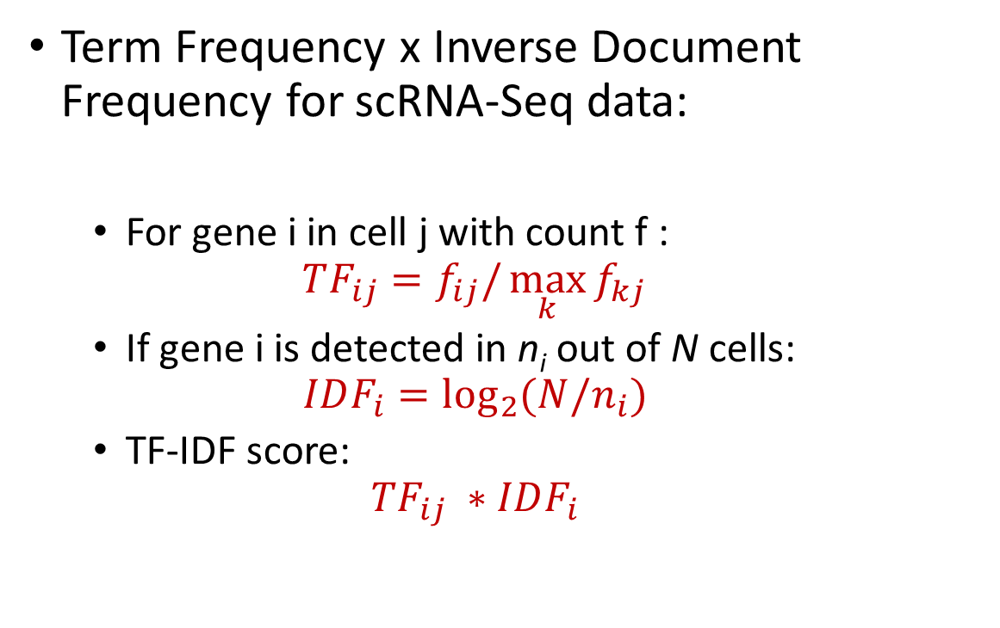 • Term Frequency x Inverse Document
Frequency for scRNA-Seq data:
• For gene i in cell j with count f :
TF_{ij} = f_{ij}/ max_k f_{kj}
• If gene i is detected in n_i out of N cells:
IDF_i = log_2(N/n_i)
• TF-IDF score:
TF_{ij} * IDF_i